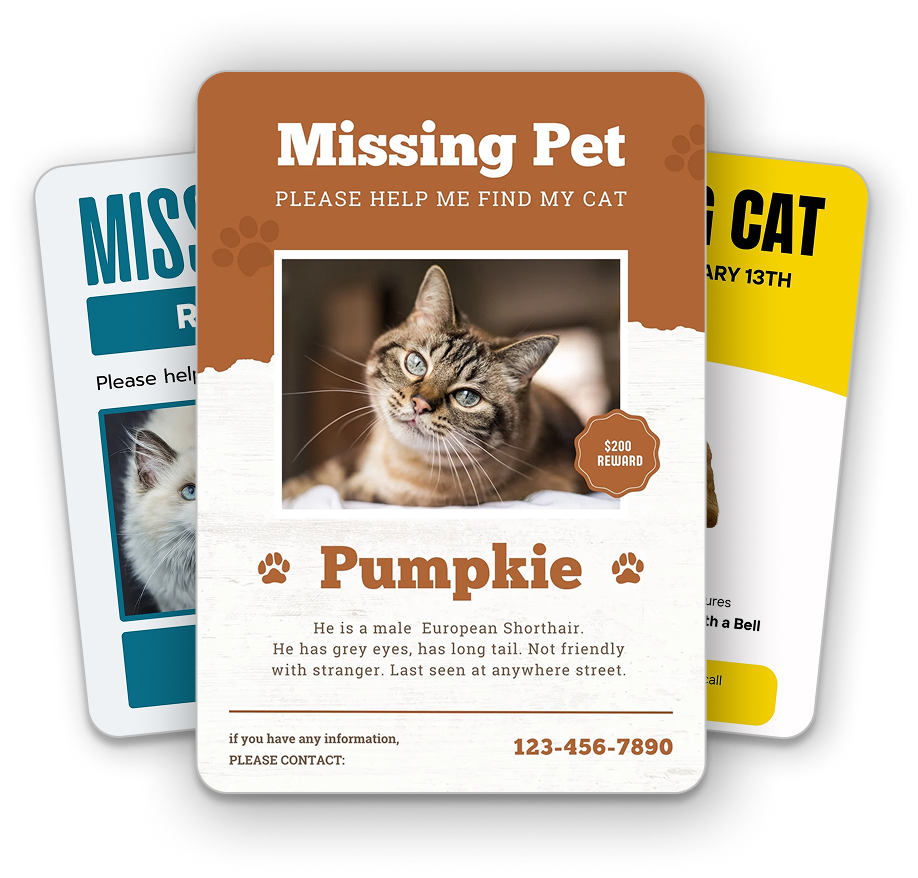 Missing Pet
PLEASE HELP ME FIND MY CAT
$200
REWARD
Pumpkie
He is a male European Shorthair.
He has grey eyes, has long tail. Not friendly
with stranger. Last seen at anywhere street.
if you have any information,
PLEASE CONTACT:
123-456-7890
MISS
R
Please help
G CAT
ARY 13TH
ures
th a Bell
call